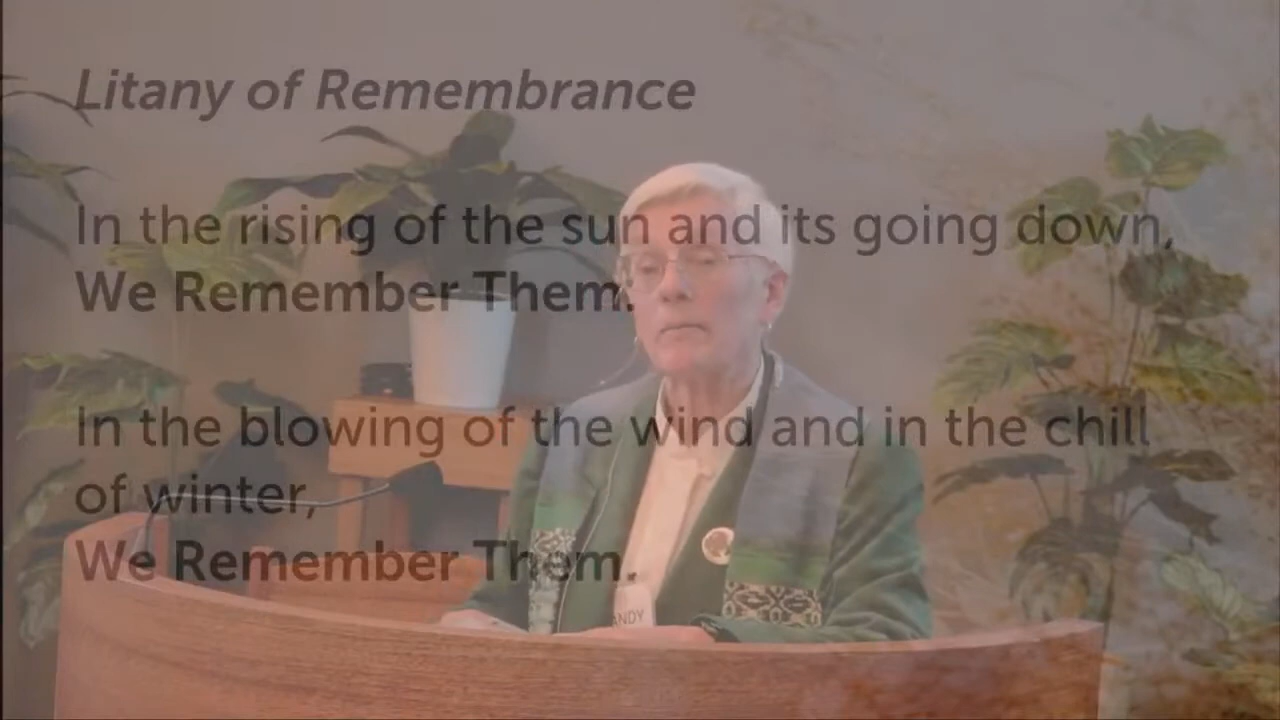 Litany of Remembrance
In the rising of the sun and its going down,
We Remember Them.
In the blowing of the wind and in the chill
of winter,
We Remember Them.
ANDY